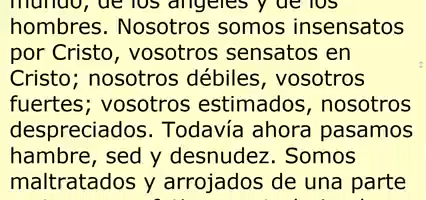 mundo, de los ángeles y de los
hombres. Nosotros somos insensatos
por Cristo, vosotros sensatos en
Cristo; nosotros débiles, vosotros
fuertes; vosotros estimados, nosotros
despreciados. Todavía ahora pasamos
hambre, sed y desnudez. Somos
maltratados y arrojados de una parte